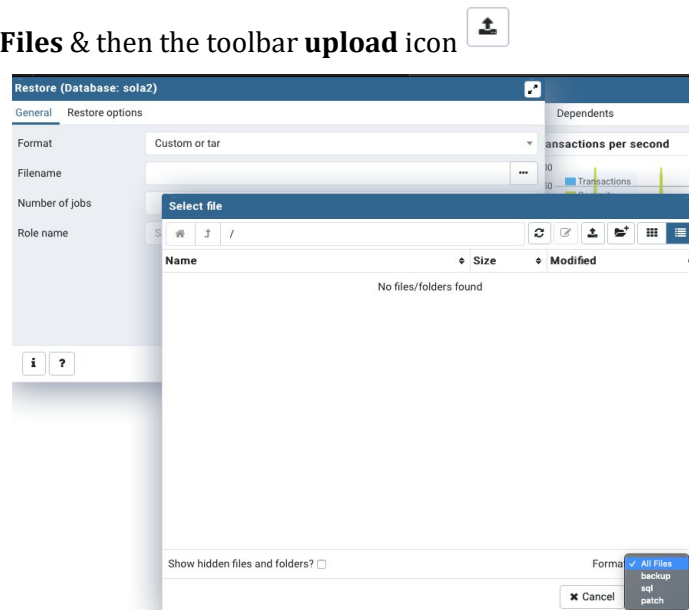 Files & then the toolbar upload icon
Restore (Database: sola2)
General Restore options
Dependents
Format Custom or tar
ansactions per second
Filename
Transactions
Number of jobs
Select file
Role name
/
Name Size Modified
No files/folders found
i ?
Show hidden files and folders?
Format
✓ All Files
backup
sql
patch
✖ Cancel